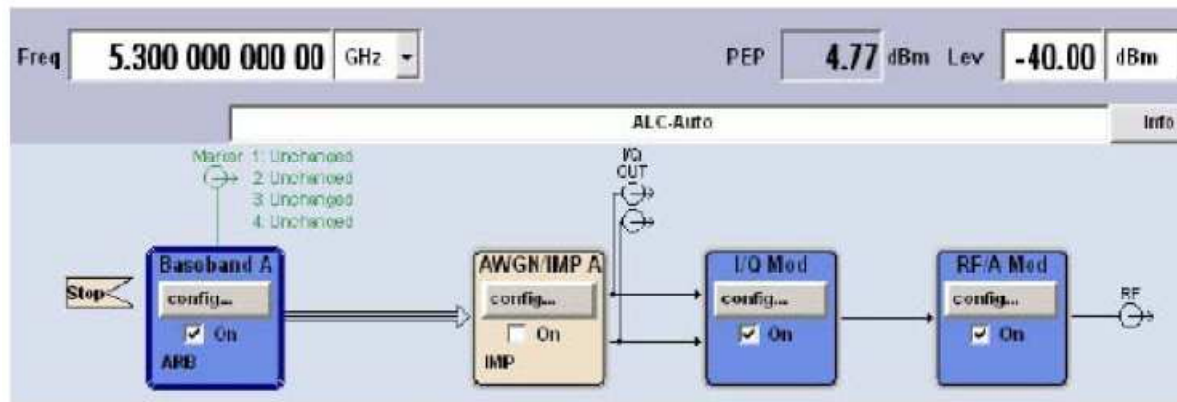 Freq 5.300 000 000 00 GHz PEP 4.77 dBm Lev -40.00 dBm
ALC-Auto Info
Marker 1: Unchanged
2: Unchanged
3: Unchanged
4: Unchanged
I/Q
OUT
Baseband A AWGN/IMP A I/Q Mod RF/A Mod
Stop config... config... config... config... RF
On On On On
ARB IMP